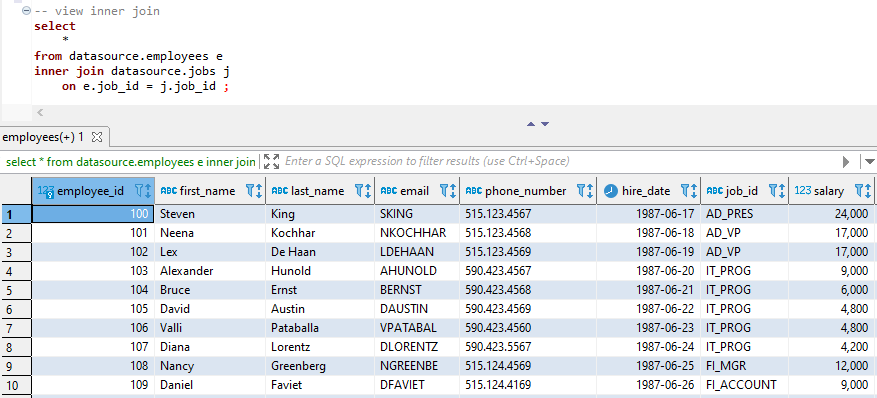 -- view inner join
select
*
from datasource.employees e
inner join datasource.jobs j
on e.job_id = j.job_id ;
employees(+) 1
select * from datasource.employees e inner join Enter a SQL expression to filter results (use Ctrl+Space)
123 employee_id ABC first_name ABC last_name ABC email ABC phone_number hire_date ABC job_id 123 salary
1 100 Steven King SKING 515.123.4567 1987-06-17 AD_PRES 24,000
2 101 Neena Kochhar NKOCHHAR 515.123.4568 1987-06-18 AD_VP 17,000
3 102 Lex De Haan LDEHAAN 515.123.4569 1987-06-19 AD_VP 17,000
4 103 Alexander Hunold AHUNOLD 590.423.4567 1987-06-20 IT_PROG 9,000
5 104 Bruce Ernst BERNST 590.423.4568 1987-06-21 IT_PROG 6,000
6 105 David Austin DAUSTIN 590.423.4569 1987-06-22 IT_PROG 4,800
7 106 Valli Pataballa VPATABAL 590.423.4560 1987-06-23 IT_PROG 4,800
8 107 Diana Lorentz DLORENTZ 590.423.5567 1987-06-24 IT_PROG 4,200
9 108 Nancy Greenberg NGREENBE 515.124.4569 1987-06-25 FI_MGR 12,000
10 109 Daniel Faviet DFAVIET 515.124.4169 1987-06-26 FI_ACCOUNT 9,000